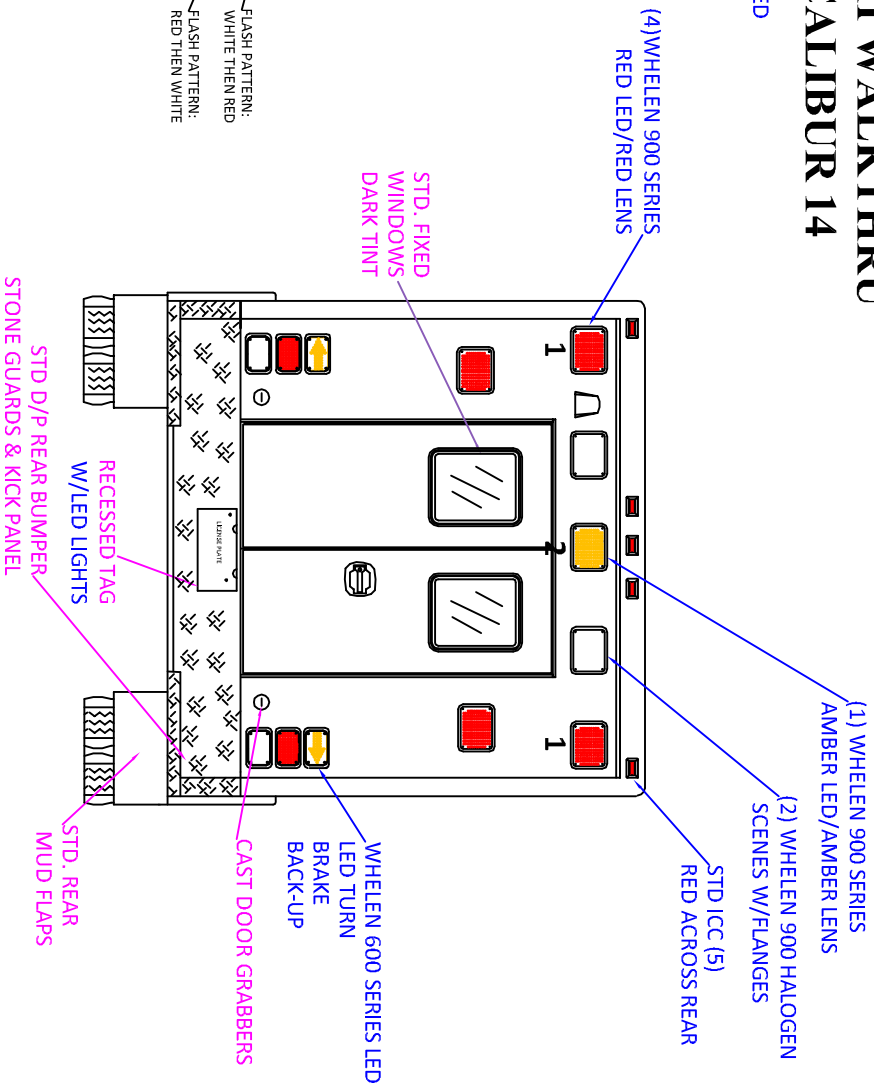 WALKTHRU
CALIBUR 14
ED
(4)WHELEN 900 SERIES
RED LED/RED LENS
FLASH PATTERN:
WHITE THEN RED
FLASH PATTERN:
RED THEN WHITE
STD. FIXED
WINDOWS
DARK TINT
(1) WHELEN 900 SERIES
AMBER LED/AMBER LENS
(2) WHELEN 900 HALOGEN
SCENES W/FLANGES
STD ICC (5)
RED ACROSS REAR
1
2
1
WHELEN 600 SERIES LED
LED TURN
BRAKE
BACK-UP
CAST DOOR GRABBERS
LICENSE PLATE
RECESSED TAG
W/LED LIGHTS
STD D/P REAR BUMPER
STONE GUARDS & KICK PANEL
STD. REAR
MUD FLAPS